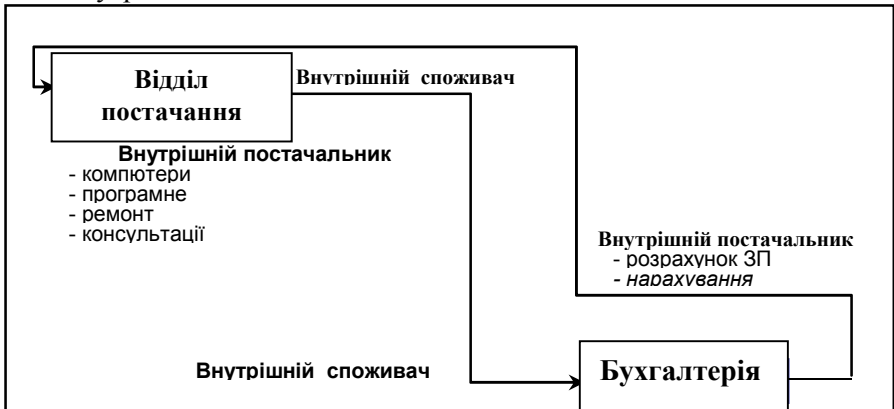 Відділ
постачання
Внутрішній споживач
Внутрішній постачальник
- компютери
- програмне
- ремонт
- консультації
Внутрішній постачальник
- розрахунок ЗП
- нарахування
Внутрішній споживач
Бухгалтерія